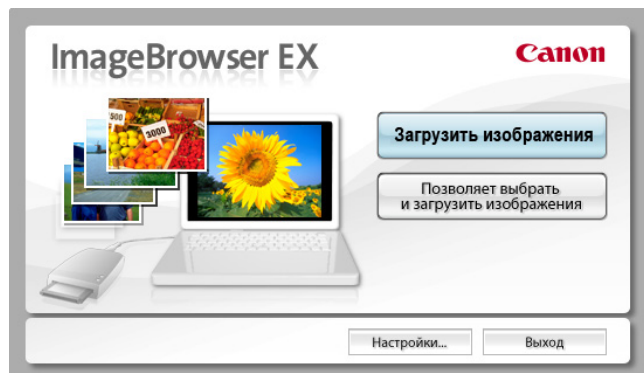 ImageBrowser EX
Canon
500
3000
Загрузить изображения
Позволяет выбрать
и загрузить изображения
Настройки...
Выход